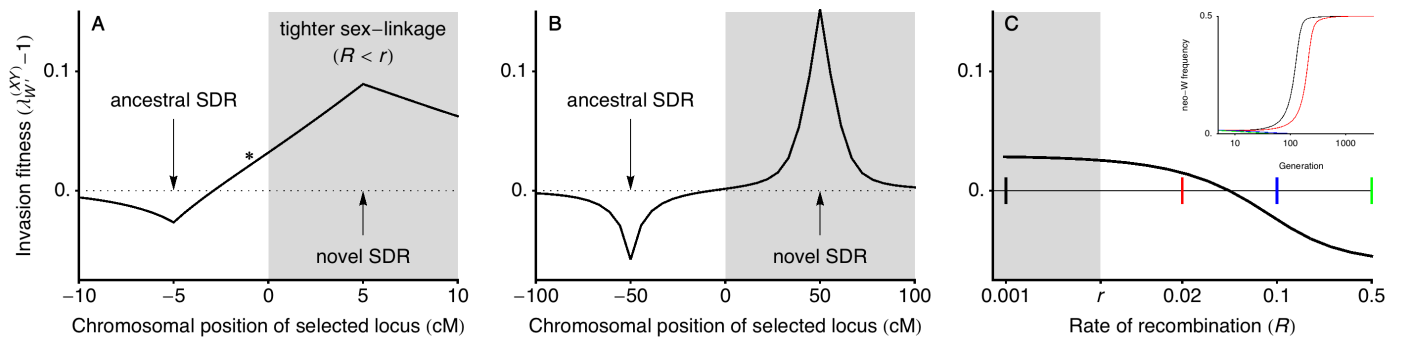 A
Invasion fitness (λ_{W'}^{(XY)}−1)
0.1
0.
ancestral SDR
*
tighter sex−linkage
(R < r)
novel SDR
−10
−5
0
5
10
Chromosomal position of selected locus (cM)
B
0.1
0.
ancestral SDR
novel SDR
−100
−50
0
50
100
Chromosomal position of selected locus (cM)
C
0.1
0.
0.5
0.
neo−W frequency
10
100
1000
Generation
0.001
r
0.02
0.1
0.5
Rate of recombination (R)